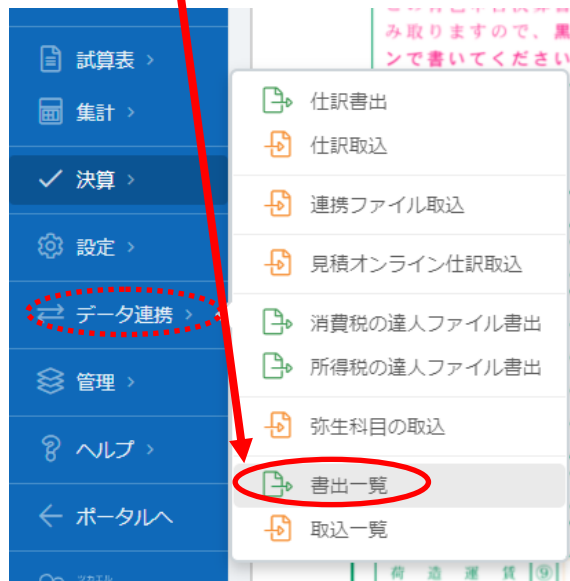 み取りますので、黒
ンで書いてください
試算表
集計
決算
設定
データ連携
管理
ヘルプ
ポータルへ
仕訳書出
仕訳取込
連携ファイル取込
見積オンライン仕訳取込
消費税の達人ファイル書出
所得税の達人ファイル書出
弥生科目の取込
書出一覧
取込一覧
荷造運賃⑨